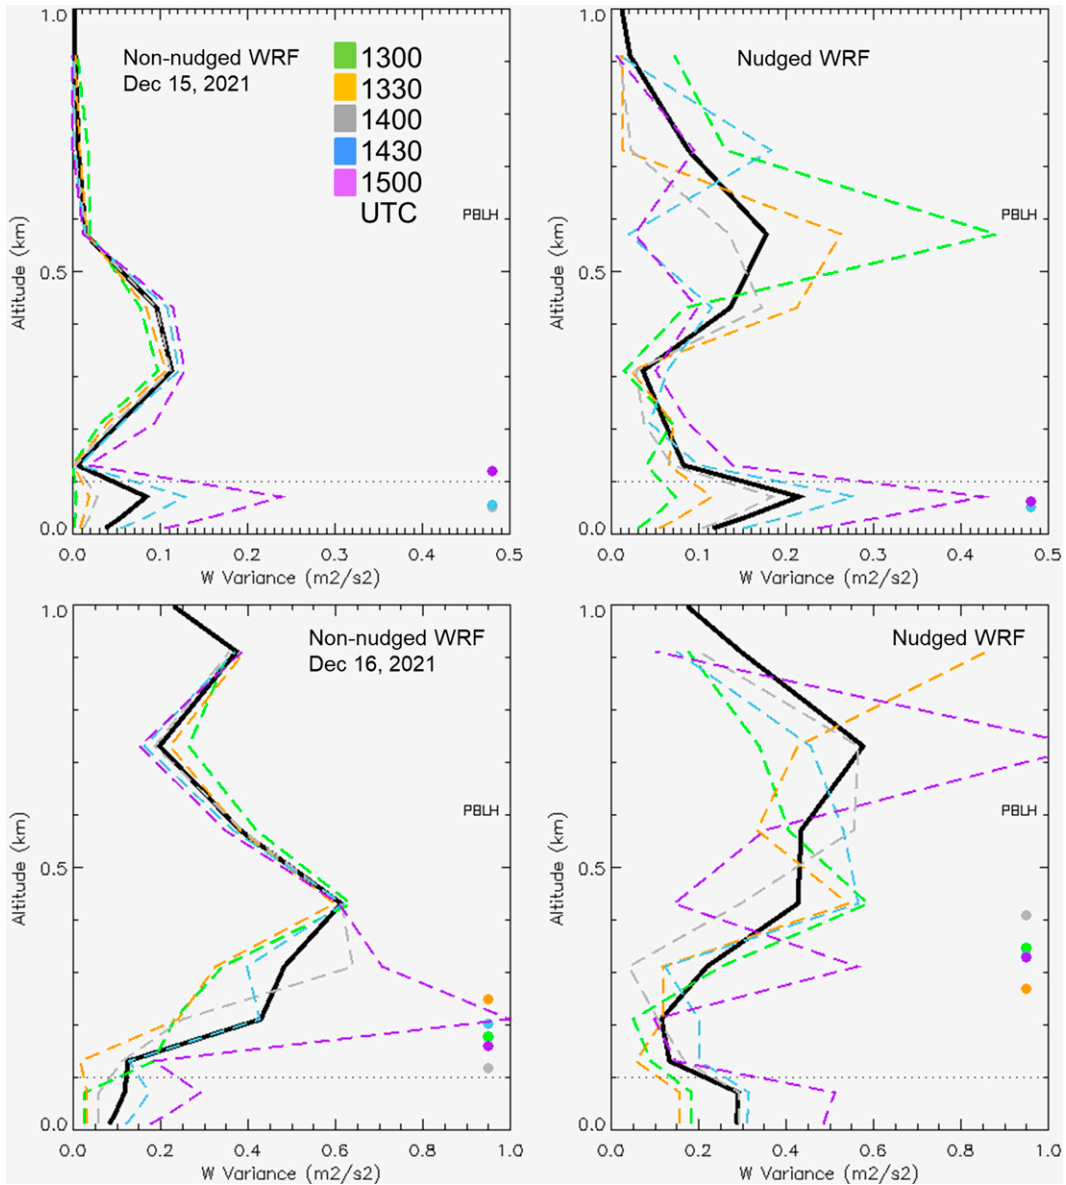 1.0
Non-nudged WRF
Dec 15, 2021
1300
1330
1400
1430
1500
UTC
PBLH
0.5
Altitude (km)
0.0
0.0 0.1 0.2 0.3 0.4 0.5
W Variance (m2/s2)
1.0
Nudged WRF
PBLH
0.5
Altitude (km)
0.0
0.0 0.1 0.2 0.3 0.4 0.5
W Variance (m2/s2)
1.0
Non-nudged WRF
Dec 16, 2021
PBLH
0.5
Altitude (km)
0.0
0.0 0.2 0.4 0.6 0.8 1.0
W Variance (m2/s2)
1.0
Nudged WRF
PBLH
0.5
Altitude (km)
0.0
0.0 0.2 0.4 0.6 0.8 1.0
W Variance (m2/s2)